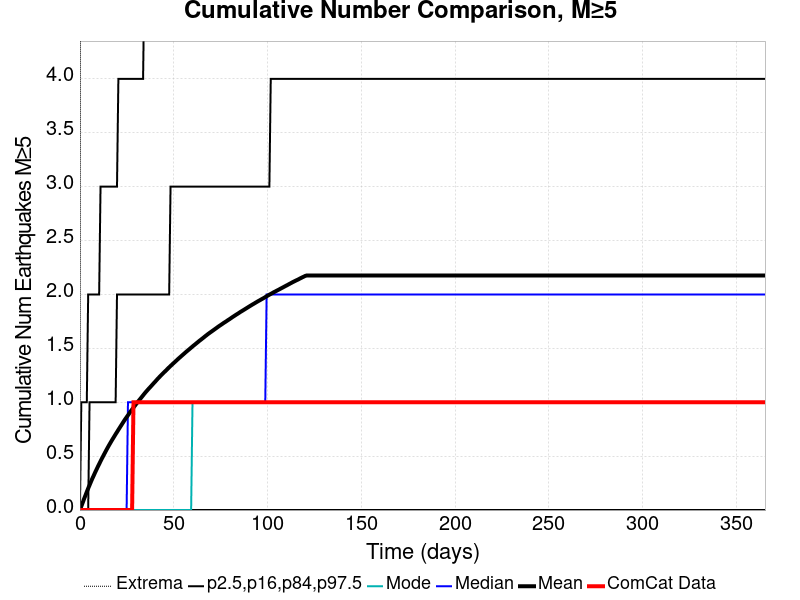 Cumulative Number Comparison, M≥5
Cumulative Num Earthquakes M≥5
4.0
3.5
3.0
2.5
2.0
1.5
1.0
0.5
0.0
0 50 100 150 200 250 300 350
Time (days)
Extrema p2.5,p16,p84,p97.5 Mode Median Mean ComCat Data